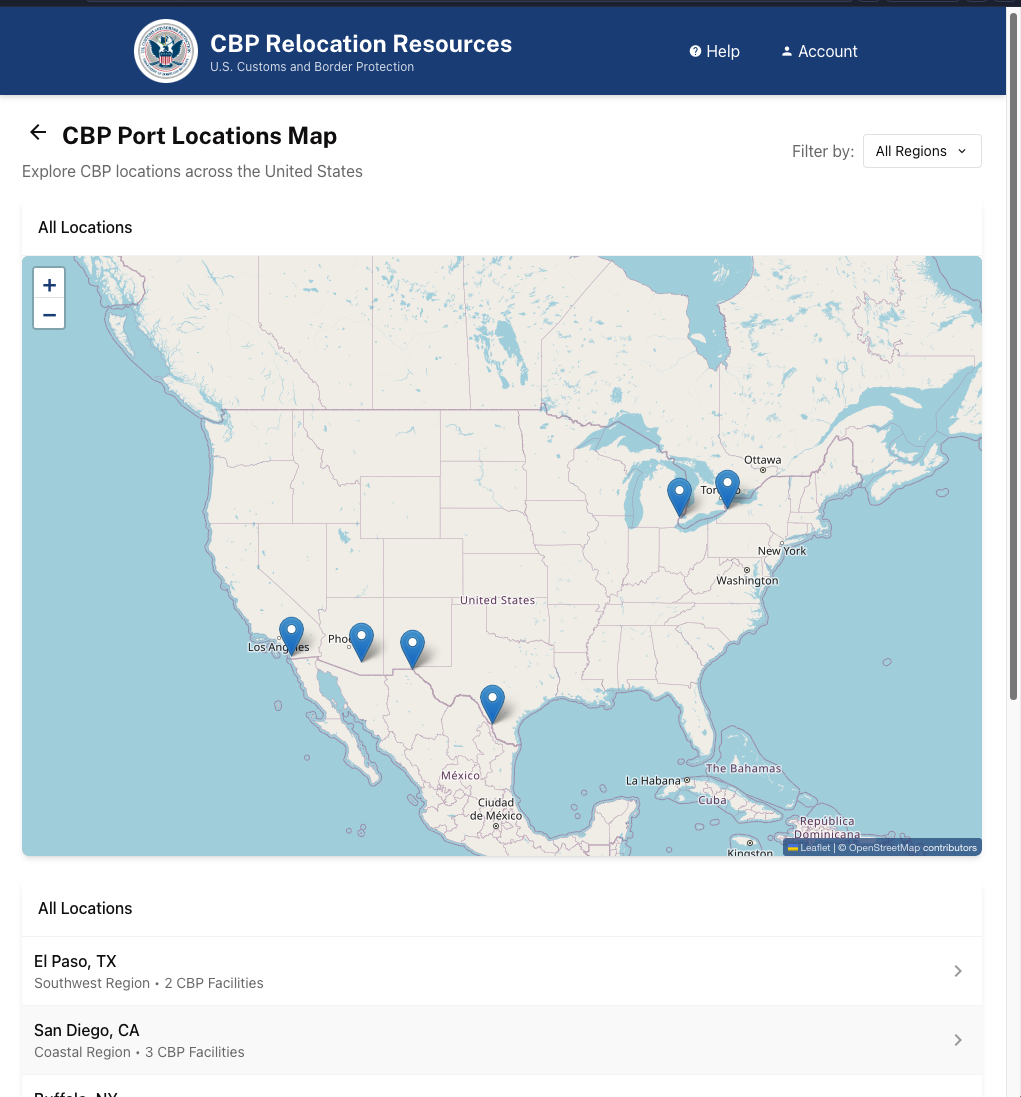 CBP Relocation Resources
U.S. Customs and Border Protection
Help
Account
CBP Port Locations Map
Explore CBP locations across the United States
Filter by:
All Regions
All Locations
+
−
Ottawa
New York
Washington
United States
Los Angeles
México
Ciudad
de México
La Habana
The Bahamas
Cuba
República
Dominicana
Kingston
Leaflet | © OpenStreetMap contributors
All Locations
El Paso, TX
Southwest Region • 2 CBP Facilities
San Diego, CA
Coastal Region • 3 CBP Facilities
Buffalo, NY